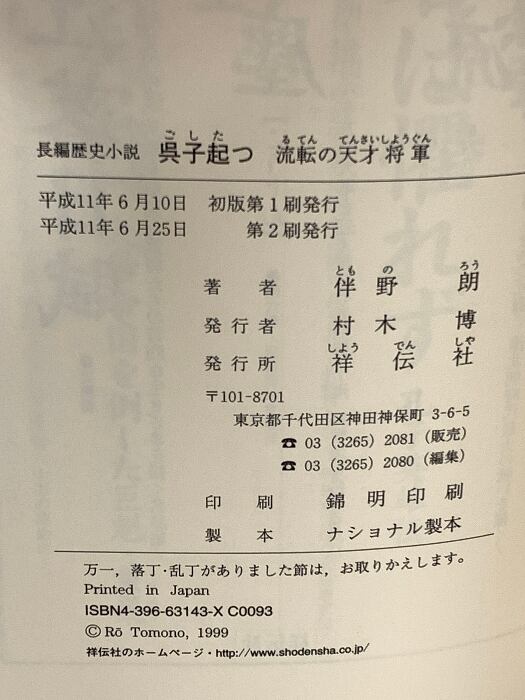 長編歴史小説 呉子起つ 流転の天才将軍
平成11年6月10日 初版第1刷発行
平成11年6月25日 第2刷発行
著者 伴野朗
発行者 村木博
発行所 祥伝社
〒101-8701
東京都千代田区神田神保町 3-6-5
☎ 03 (3265) 2081 (販売)
☎ 03 (3265) 2080 (編集)
印刷 錦明印刷
製本 ナショナル製本
万一，落丁・乱丁がありました節は，お取りかえします。
Printed in Japan
ISBN4-396-63143-X C0093
© Rō Tomono, 1999
祥伝社のホームページ・http://www.shodensha.co.jp/